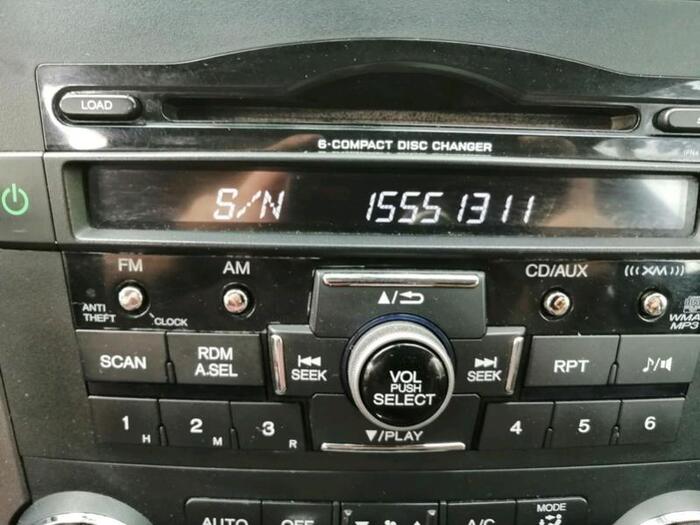 LOAD
6-COMPACT DISC CHANGER
S/N 15551311
FM AM CD/AUX (((XM)))
ANTI THEFT CLOCK ▲/⮌ WMA MP3
SCAN RDM A.SEL ⏮ SEEK VOL PUSH SELECT ⏭ SEEK RPT ♪/🔇
1 H 2 M 3 R ▼/PLAY 4 5 6
AUTO OFF ▼ ▲ A/C MODE